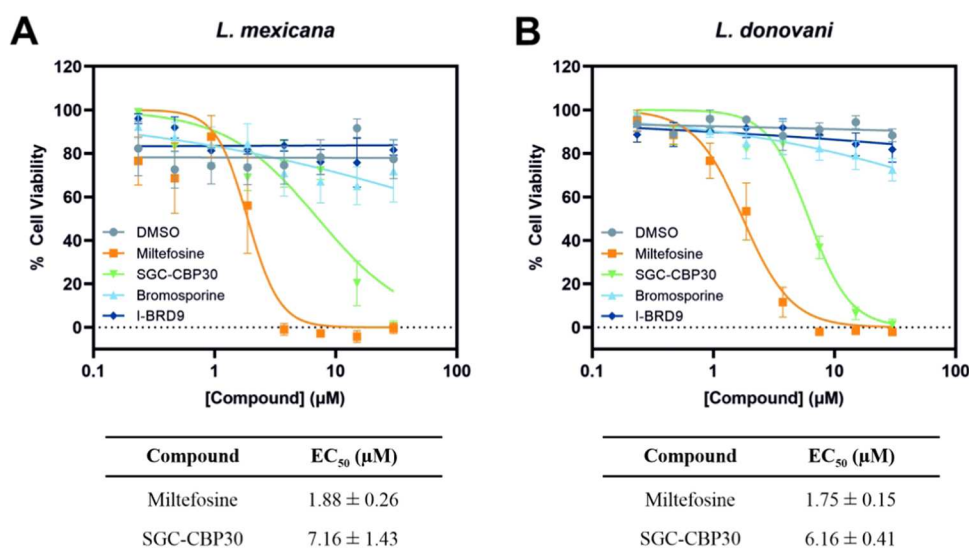 A
L. mexicana
120
100
80
60
40
20
0
% Cell Viability
DMSO
Miltefosine
SGC-CBP30
Bromosporine
I-BRD9
0.1 1 10 100
[Compound] (µM)
Compound EC50 (µM)
Miltefosine 1.88 ± 0.26
SGC-CBP30 7.16 ± 1.43
B
L. donovani
120
100
80
60
40
20
0
% Cell Viability
DMSO
Miltefosine
SGC-CBP30
Bromosporine
I-BRD9
0.1 1 10 100
[Compound] (µM)
Compound EC50 (µM)
Miltefosine 1.75 ± 0.15
SGC-CBP30 6.16 ± 0.41